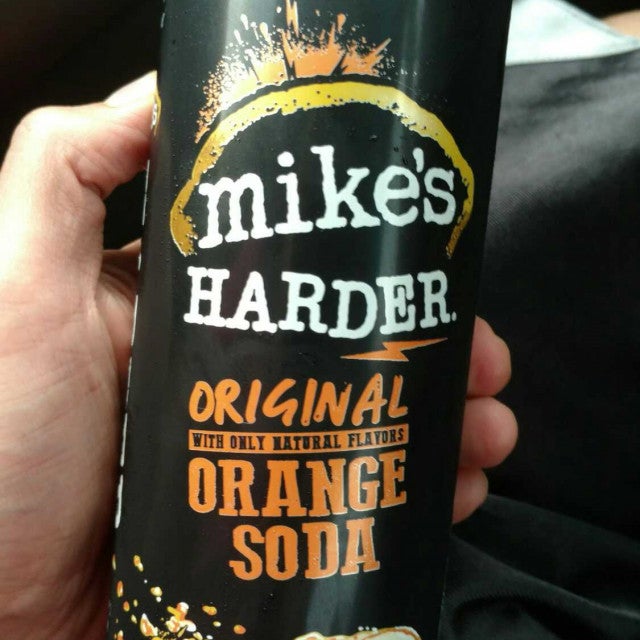 mike's
HARDER.
ORIGINAL
WITH ONLY NATURAL FLAVORS
ORANGE
SODA